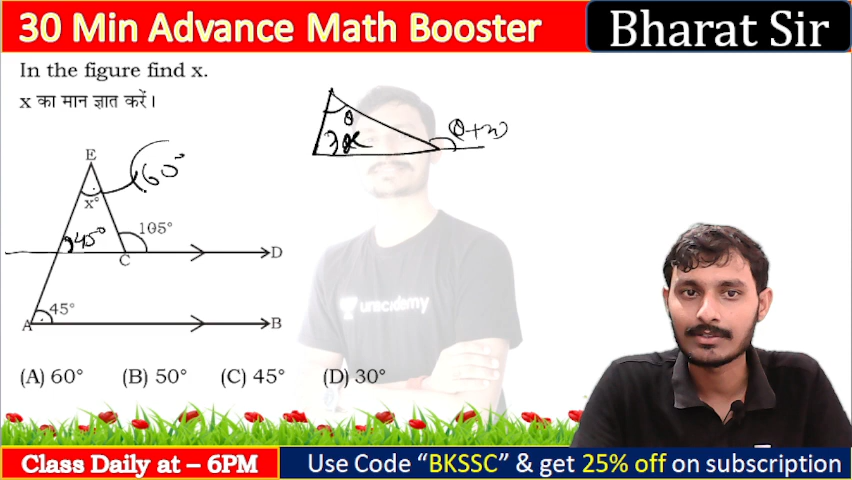 30 Min Advance Math Booster
Bharat Sir
In the figure find x.
x का मान ज्ञात करें।
θ
θ+x
x
E
60°
x°
45°
105°
C
D
45°
A
B
unacademy
(A) 60° (B) 50° (C) 45° (D) 30°
Class Daily at – 6PM
Use Code “BKSSC” & get 25% off on subscription